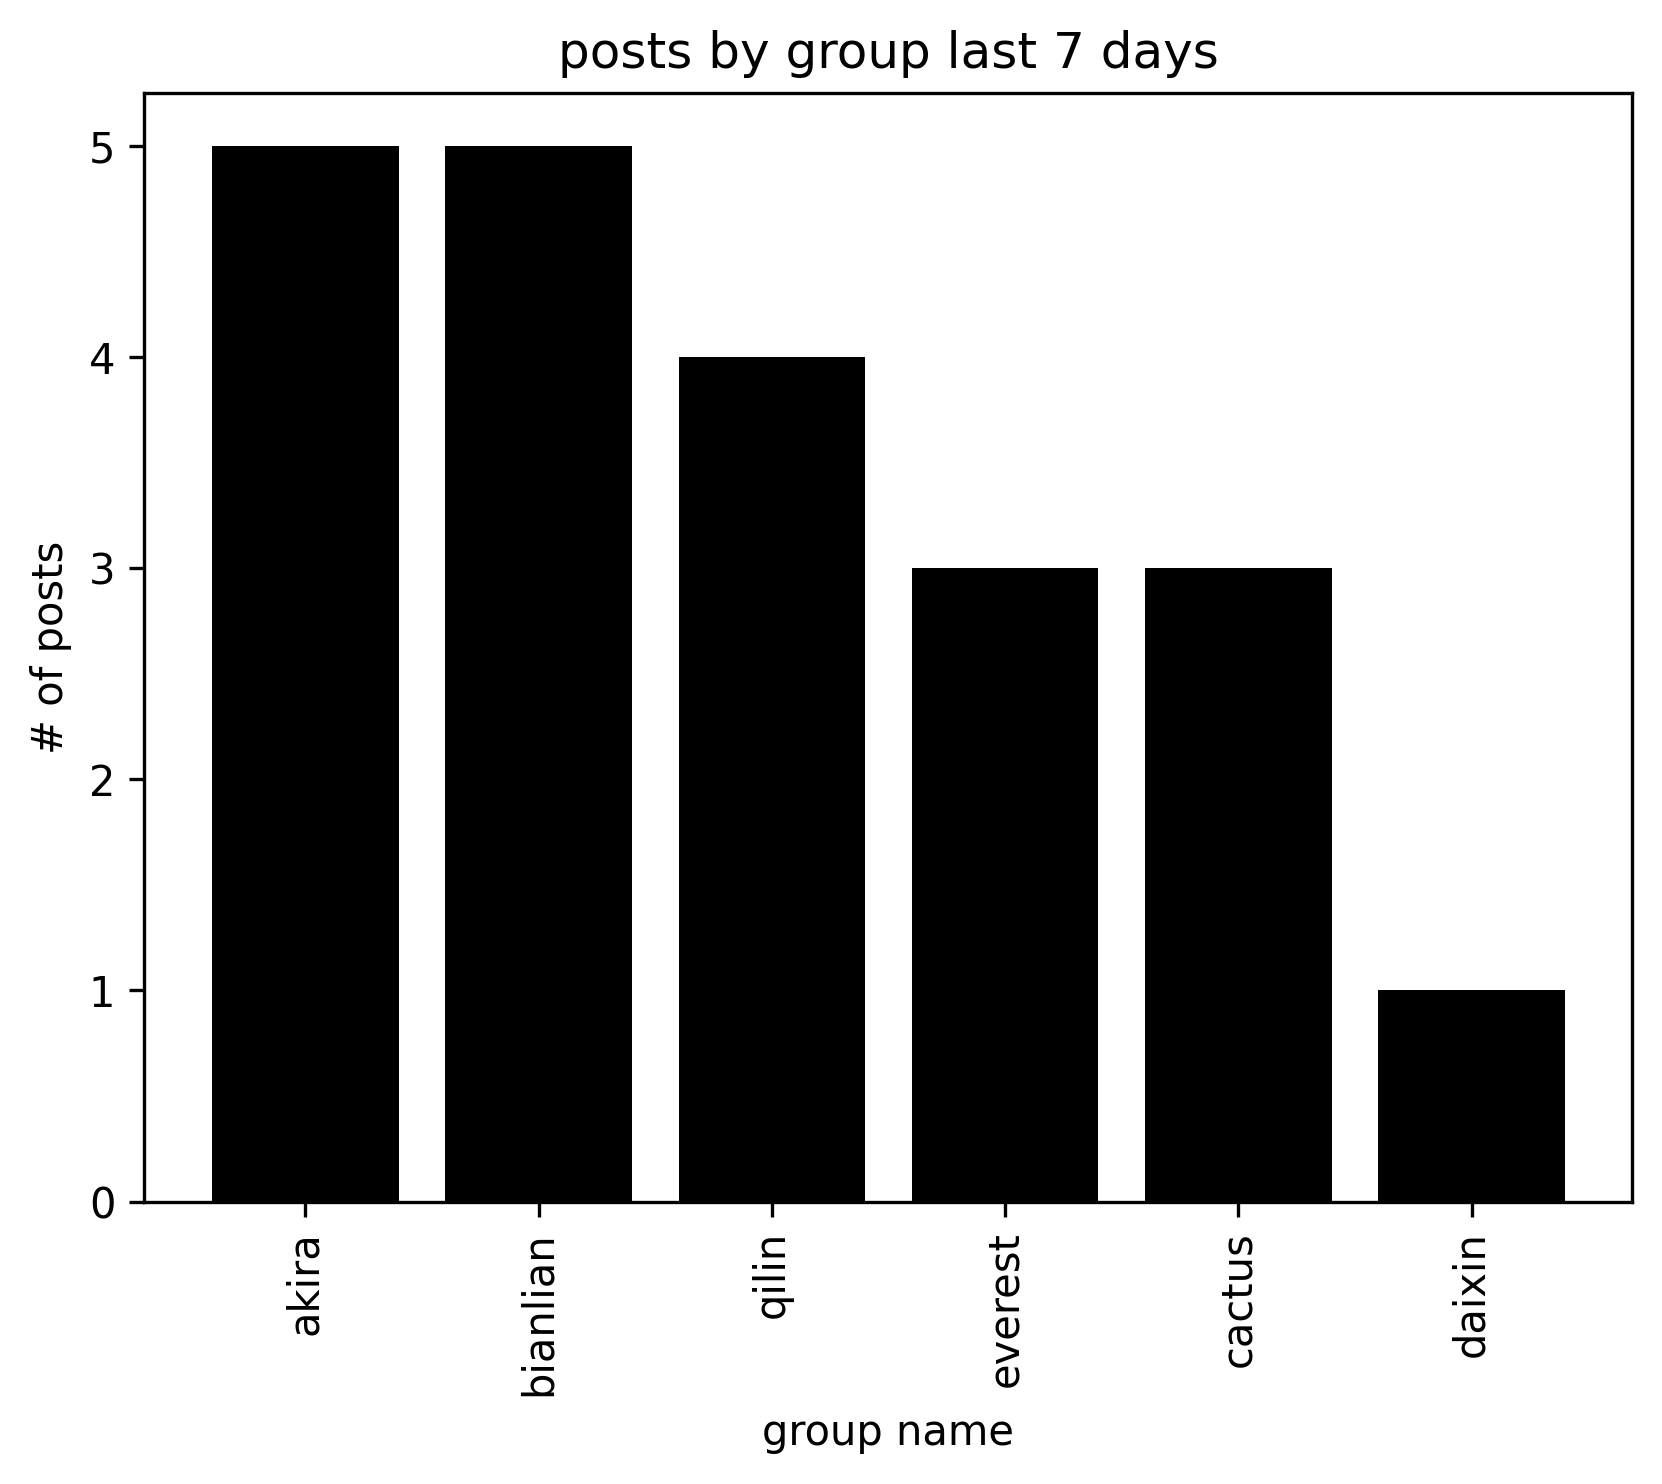 posts by group last 7 days
# of posts
5
4
3
2
1
0
akira
bianlian
qilin
everest
cactus
daixin
group name